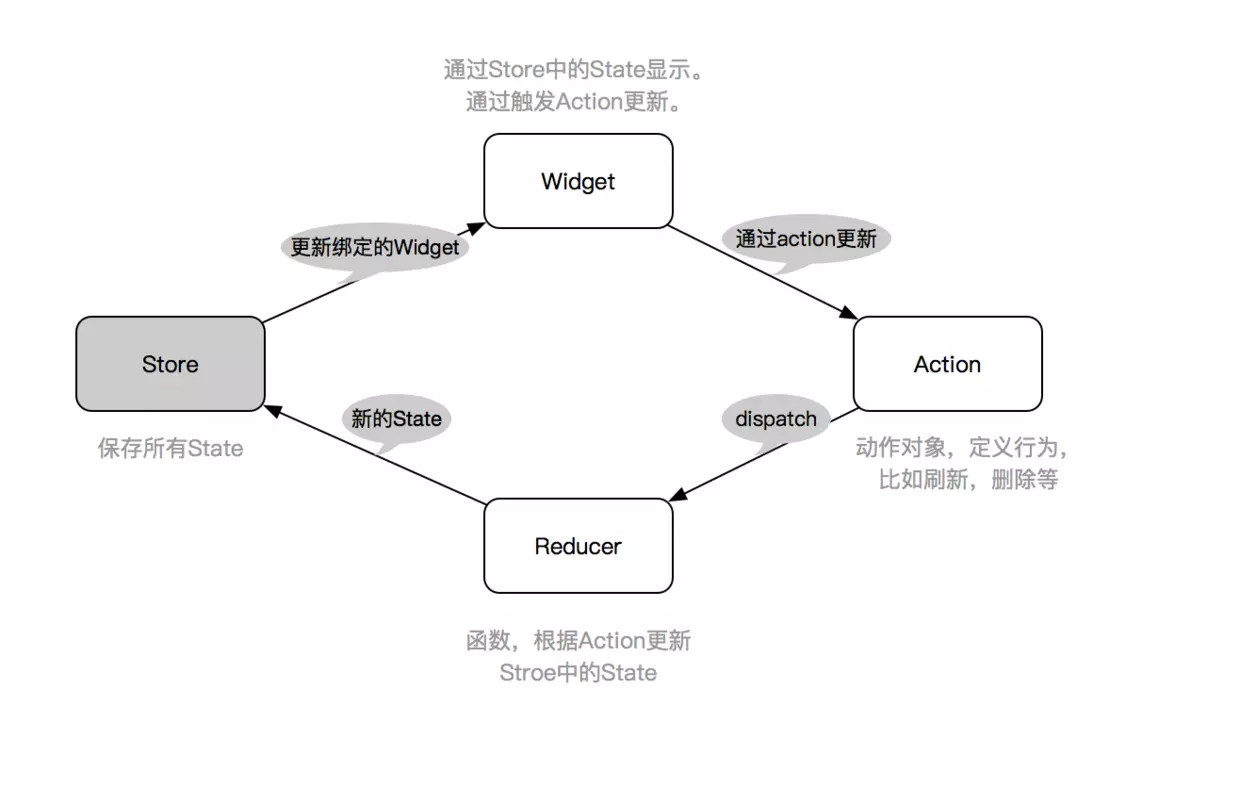 通过Store中的State显示。
通过触发Action更新。
Widget
更新绑定的Widget
通过action更新
Store
Action
保存所有State
新的State
dispatch
动作对象，定义行为，
比如刷新，删除等
Reducer
函数，根据Action更新
Stroe中的State